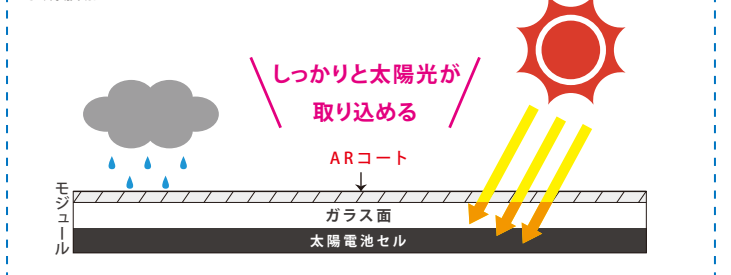 しっかりと太陽光が
取り込める
ARコート
モジュール
ガラス面
太陽電池セル